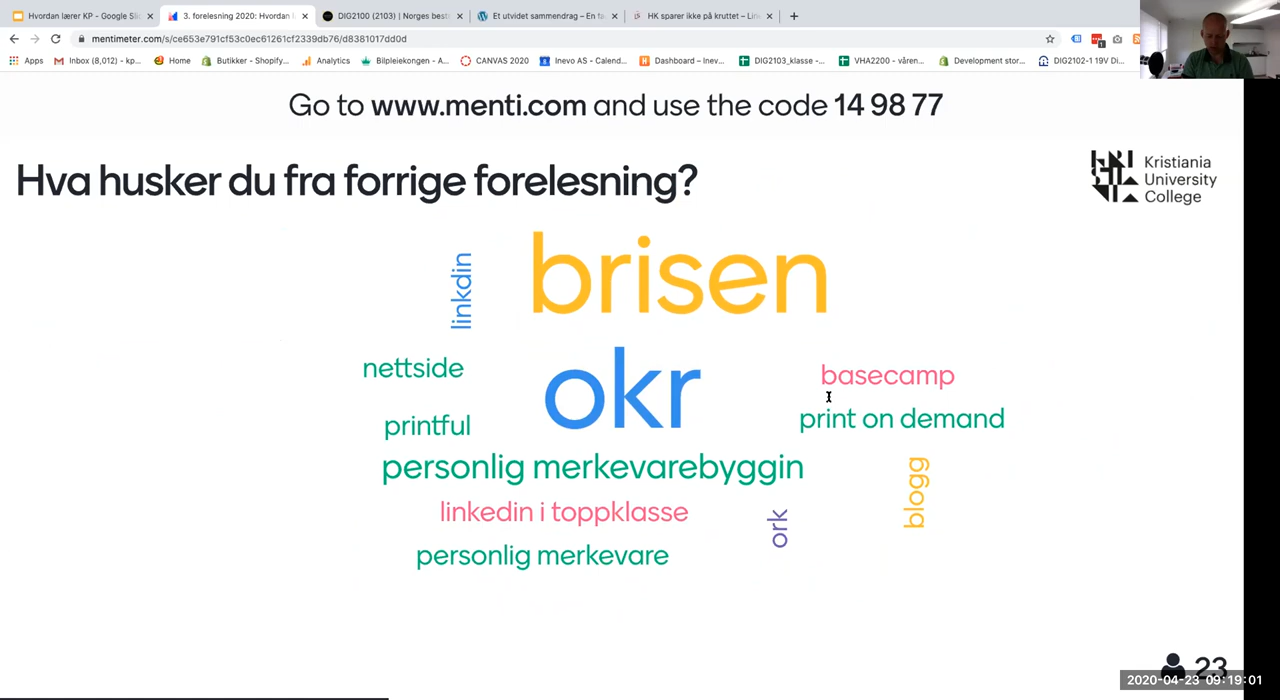 Hvordan lærer KP - Google Sli
3. forelesning 2020: Hvordan l
DIG2100 (2103) | Norges besti
Et utvidet sammendrag – En fa
HK sparer ikke på kruttet – Lin
mentimeter.com/s/ce653e791cf53c0ec61261cf2339db76/d8381017dd0d
Apps
Inbox (8,012) - kp...
Home
Butikker - Shopify...
Analytics
Bilpleiekongen - A...
CANVAS 2020
Inevo AS - Calend...
Dashboard – Inev...
DIG2103_klasse -...
VHA2200 - våren...
Development stor...
DIG2102-1 19V Di...
Go to www.menti.com and use the code 14 98 77
Hva husker du fra forrige forelesning?
Kristiania
University
College
linkdin
brisen
nettside
okr
basecamp
printful
print on demand
personlig merkevarebyggin
blogg
linkedin i toppklasse
ork
personlig merkevare
23
2020-04-23 09:19:01